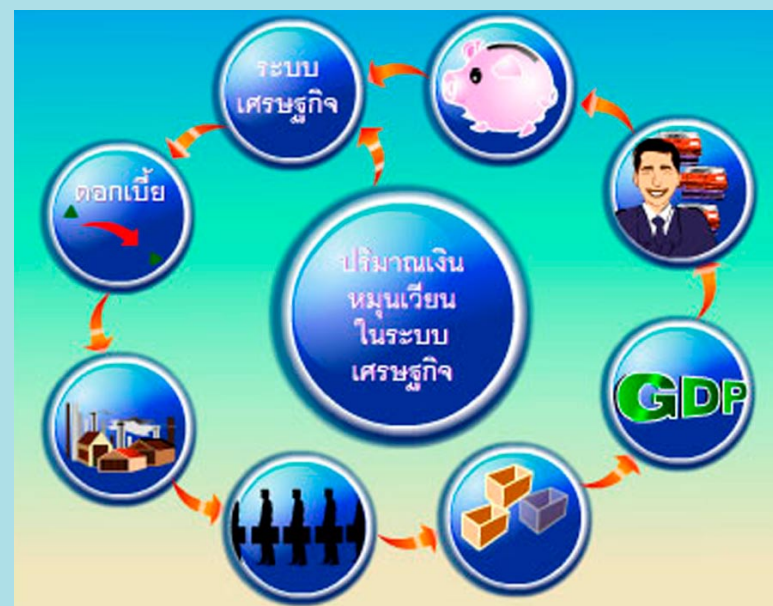 ระบบ
เศรษฐกิจ
ดอกเบี้ย
ปริมาณเงิน
หมุนเวียน
ในระบบ
เศรษฐกิจ
GDP